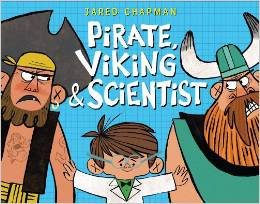 JARED CHAPMAN
PiRATE,
ViKiNG
& SCiENTiST